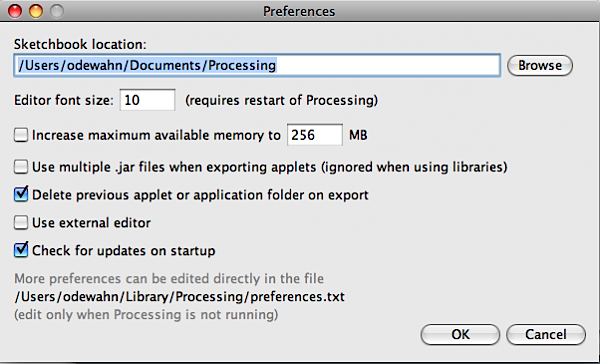 Preferences
Sketchbook location:
/Users/odewahn/Documents/Processing
Browse
Editor font size: 10 (requires restart of Processing)
Increase maximum available memory to 256 MB
Use multiple .jar files when exporting applets (ignored when using libraries)
Delete previous applet or application folder on export
Use external editor
Check for updates on startup
More preferences can be edited directly in the file
/Users/odewahn/Library/Processing/preferences.txt
(edit only when Processing is not running)
OK Cancel